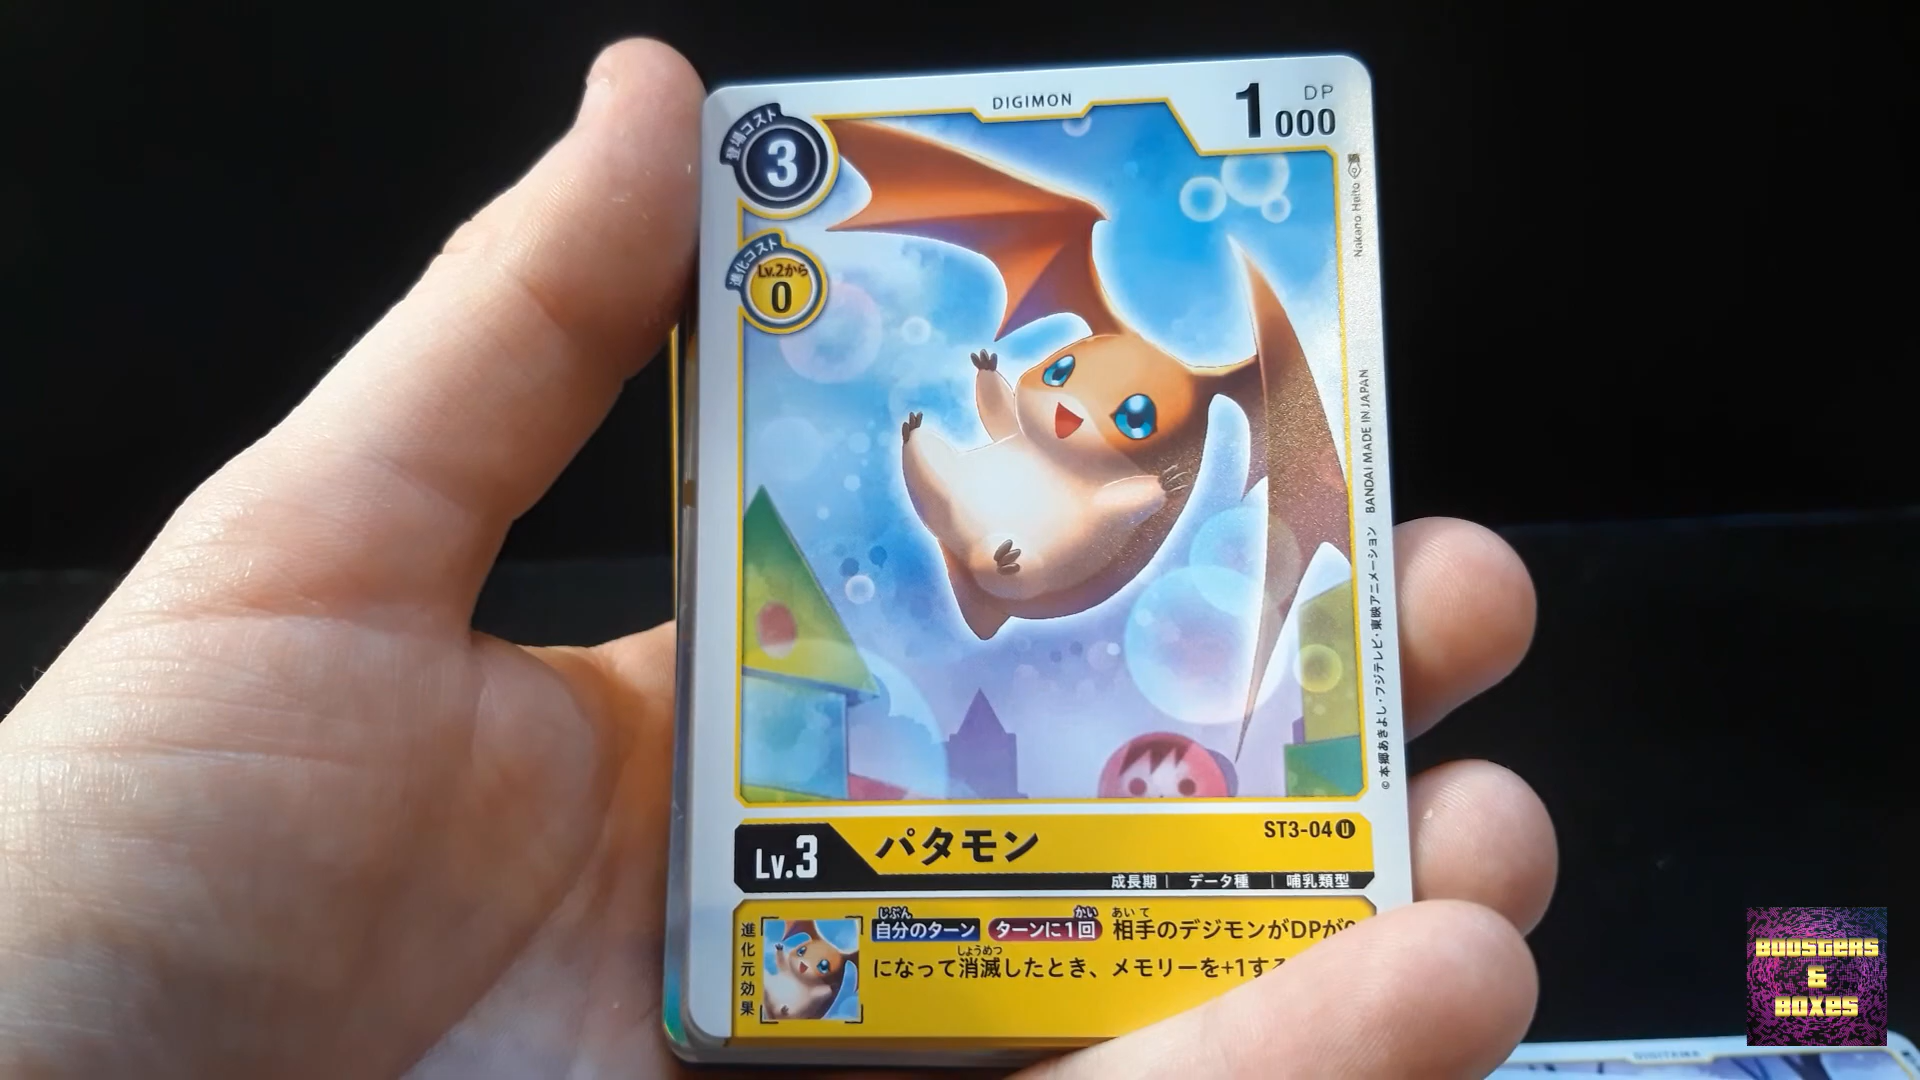 DIGIMON
DP
1000
登場コスト
3
進化コスト
Lv.2から
0
Nakano Haito
© 本郷あきよし・フジテレビ・東映アニメーション BANDAI MADE IN JAPAN
ST3-04 U
Lv.3 パタモン
成長期 | データ種 | 哺乳類型
進化元効果
じぶん かい あいて
自分のターン ターンに1回 相手のデジモンがDPが
しょうめつ
になって消滅したとき、メモリーを+1する
BOOSTERS
&
BOXES
DIGITAMA